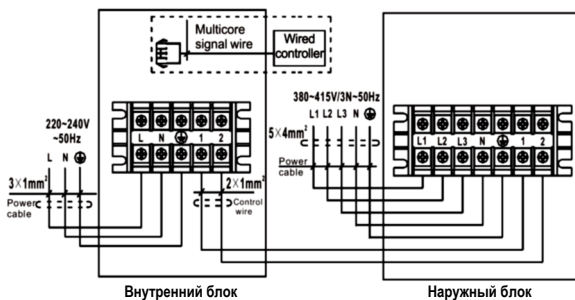 Multicore
signal wire
Wired
controller
220~240V
~50Hz
L N
3×1mm²
Power
cable
L N 1 2
2×1mm²
Control
wire
380~415V/3N~50Hz
L1 L2 L3 N
5×4mm²
Power
cable
L1 L2 L3 N 1 2
Внутренний блок
Наружный блок